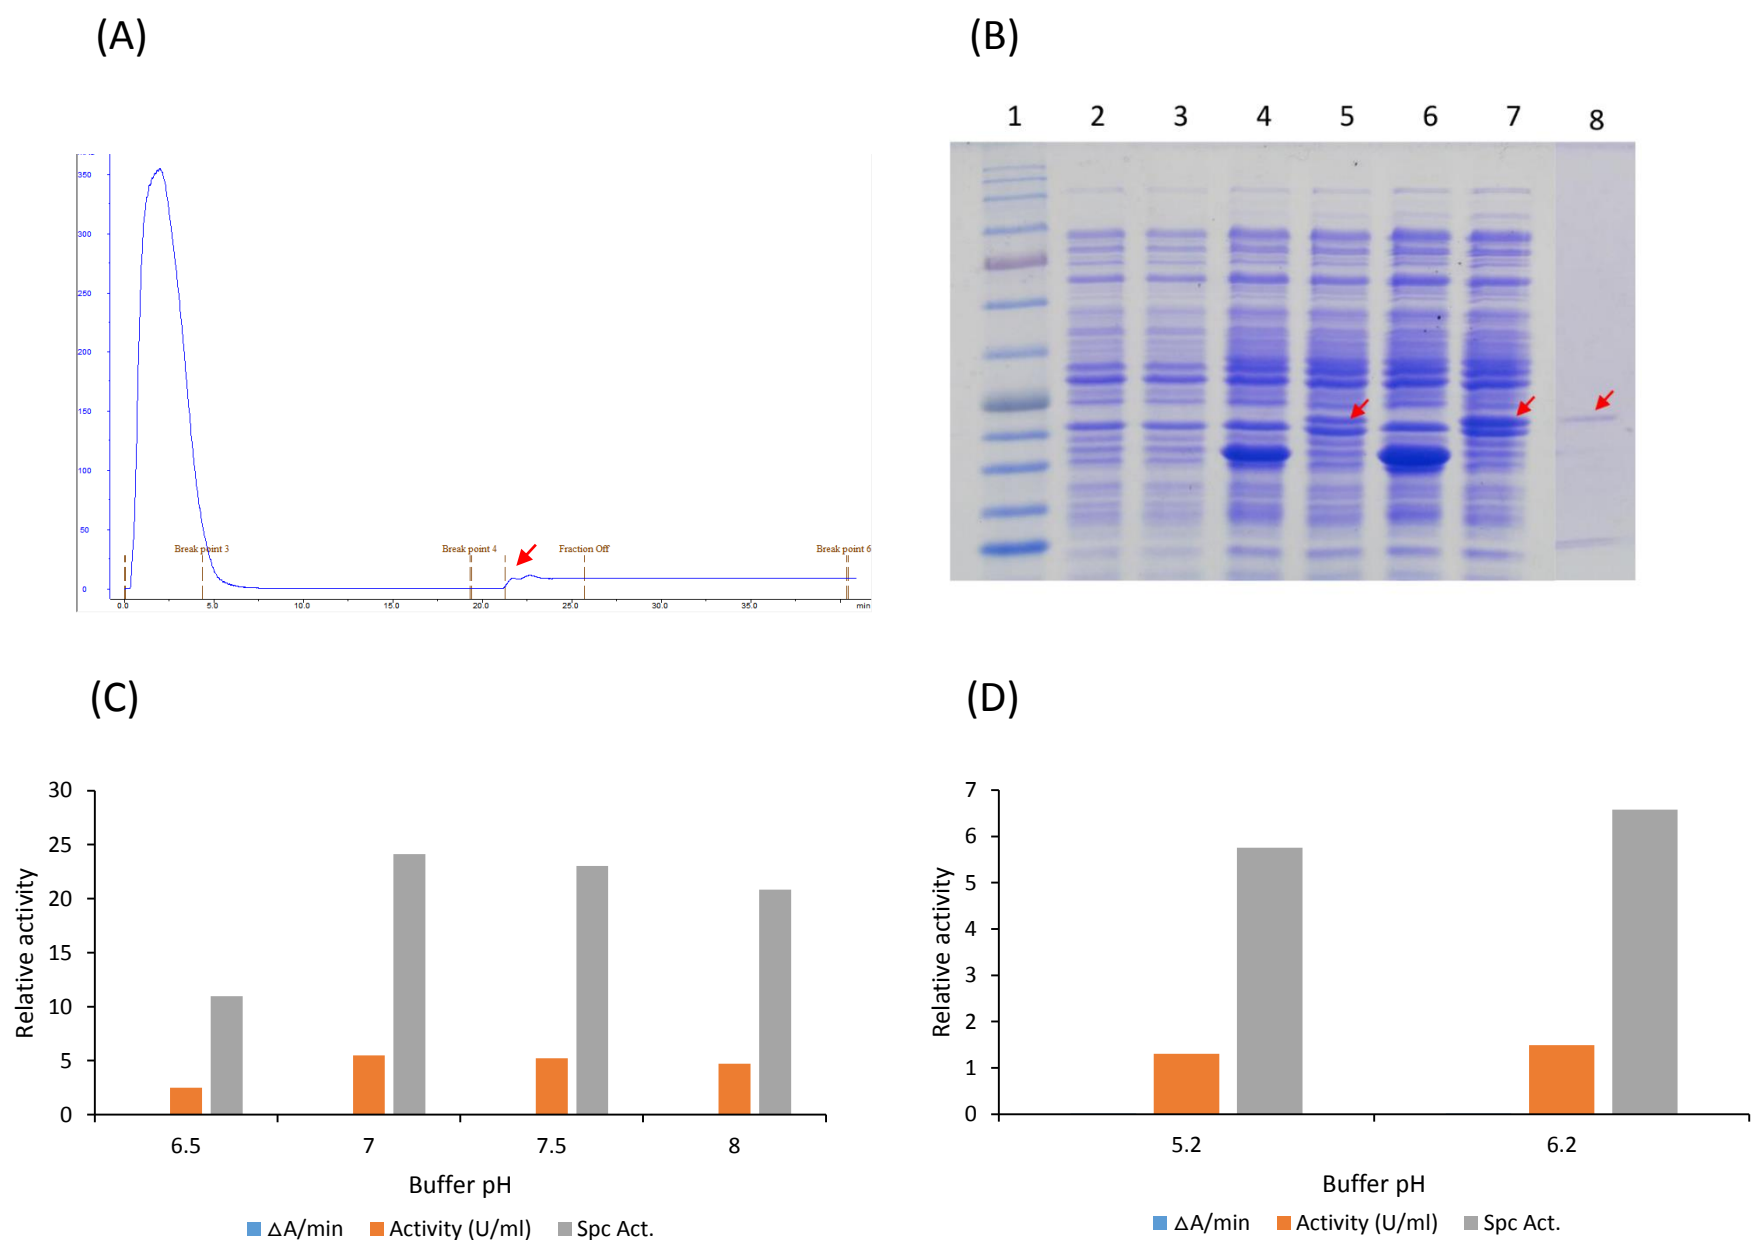 (A)
(B)
1 2 3 4 5 6 7 8
350
300
250
200
150
100
50
0
Break point 3
Break point 4
Fraction Off
Break point 6
0.0 5.0 10.0 15.0 20.0 25.0 30.0 35.0 min
(C)
(D)
30
25
20
15
10
5
0
Relative activity
6.5 7 7.5 8
Buffer pH
△A/min Activity (U/ml) Spc Act.
7
6
5
4
3
2
1
0
Relative activity
5.2 6.2
Buffer pH
△A/min Activity (U/ml) Spc Act.